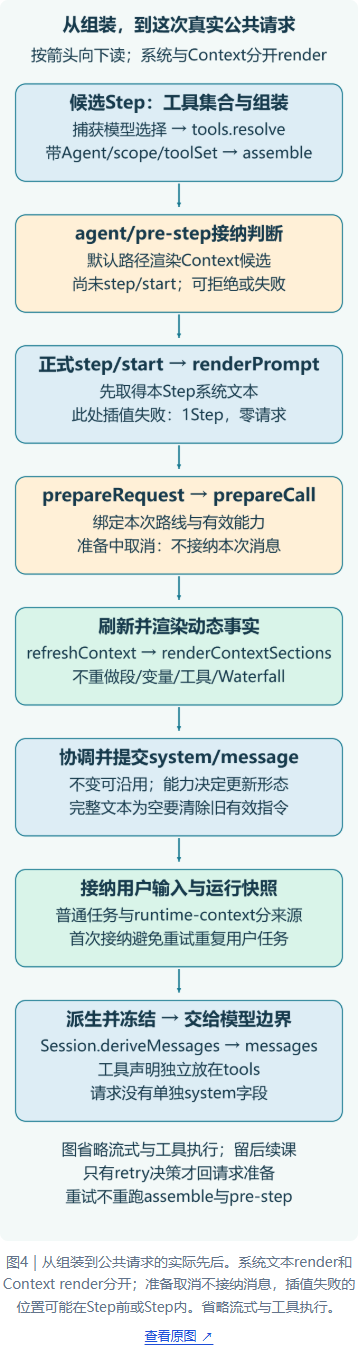 从组装，到这次真实公共请求
按箭头向下读；系统与Context分开render
候选Step：工具集合与组装
捕获模型选择 → tools.resolve
带Agent/scope/toolSet → assemble
agent/pre-step接纳判断
默认路径渲染Context候选
尚未step/start；可拒绝或失败
正式step/start → renderPrompt
先取得本Step系统文本
此处插值失败：1Step，零请求
prepareRequest → prepareCall
绑定本次路线与有效能力
准备中取消：不接纳本次消息
刷新并渲染动态事实
refreshContext → renderContextSections
不重做段/变量/工具/Waterfall
协调并提交system/message
不变可沿用；能力决定更新形态
完整文本为空要清除旧有效指令
接纳用户输入与运行快照
普通任务与runtime-context分来源
首次接纳避免重试重复用户任务
派生并冻结 → 交给模型边界
Session.deriveMessages → messages
工具声明独立放在tools
请求没有单独system字段
图省略流式与工具执行；留后续课
只有retry决策才回请求准备
重试不重跑assemble与pre-step
图4 | 从组装到公共请求的实际先后。系统文本render和
Context render分开；准备取消不接纳消息，插值失败的
位置可能在Step前或Step内。省略流式与工具执行。
查看原图 ↗